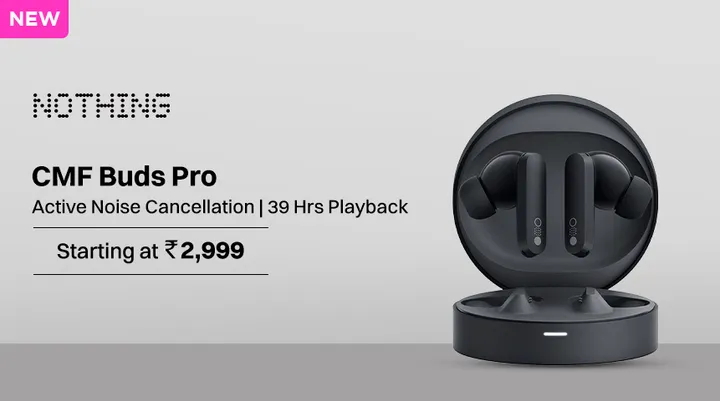 NEW
NOTHING
CMF Buds Pro
Active Noise Cancellation | 39 Hrs Playback
Starting at ₹2,999